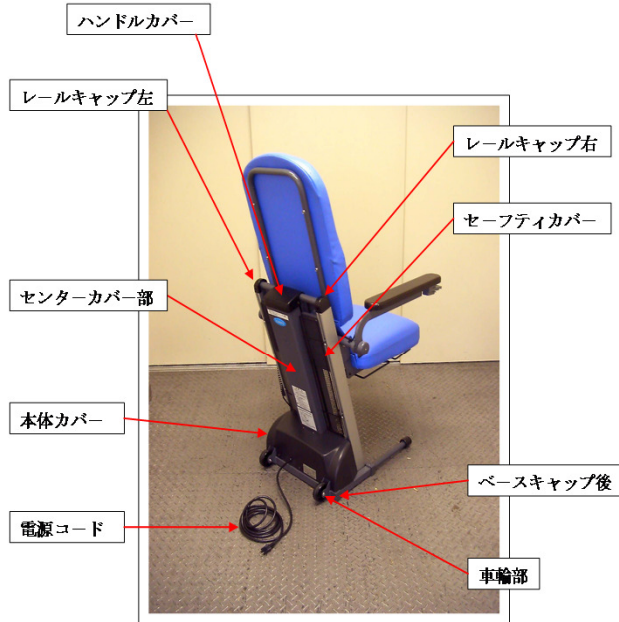 ハンドルカバー
レールキャップ左
レールキャップ右
セーフティカバー
センターカバー部
本体カバー
ベースキャップ後
電源コード
車輪部